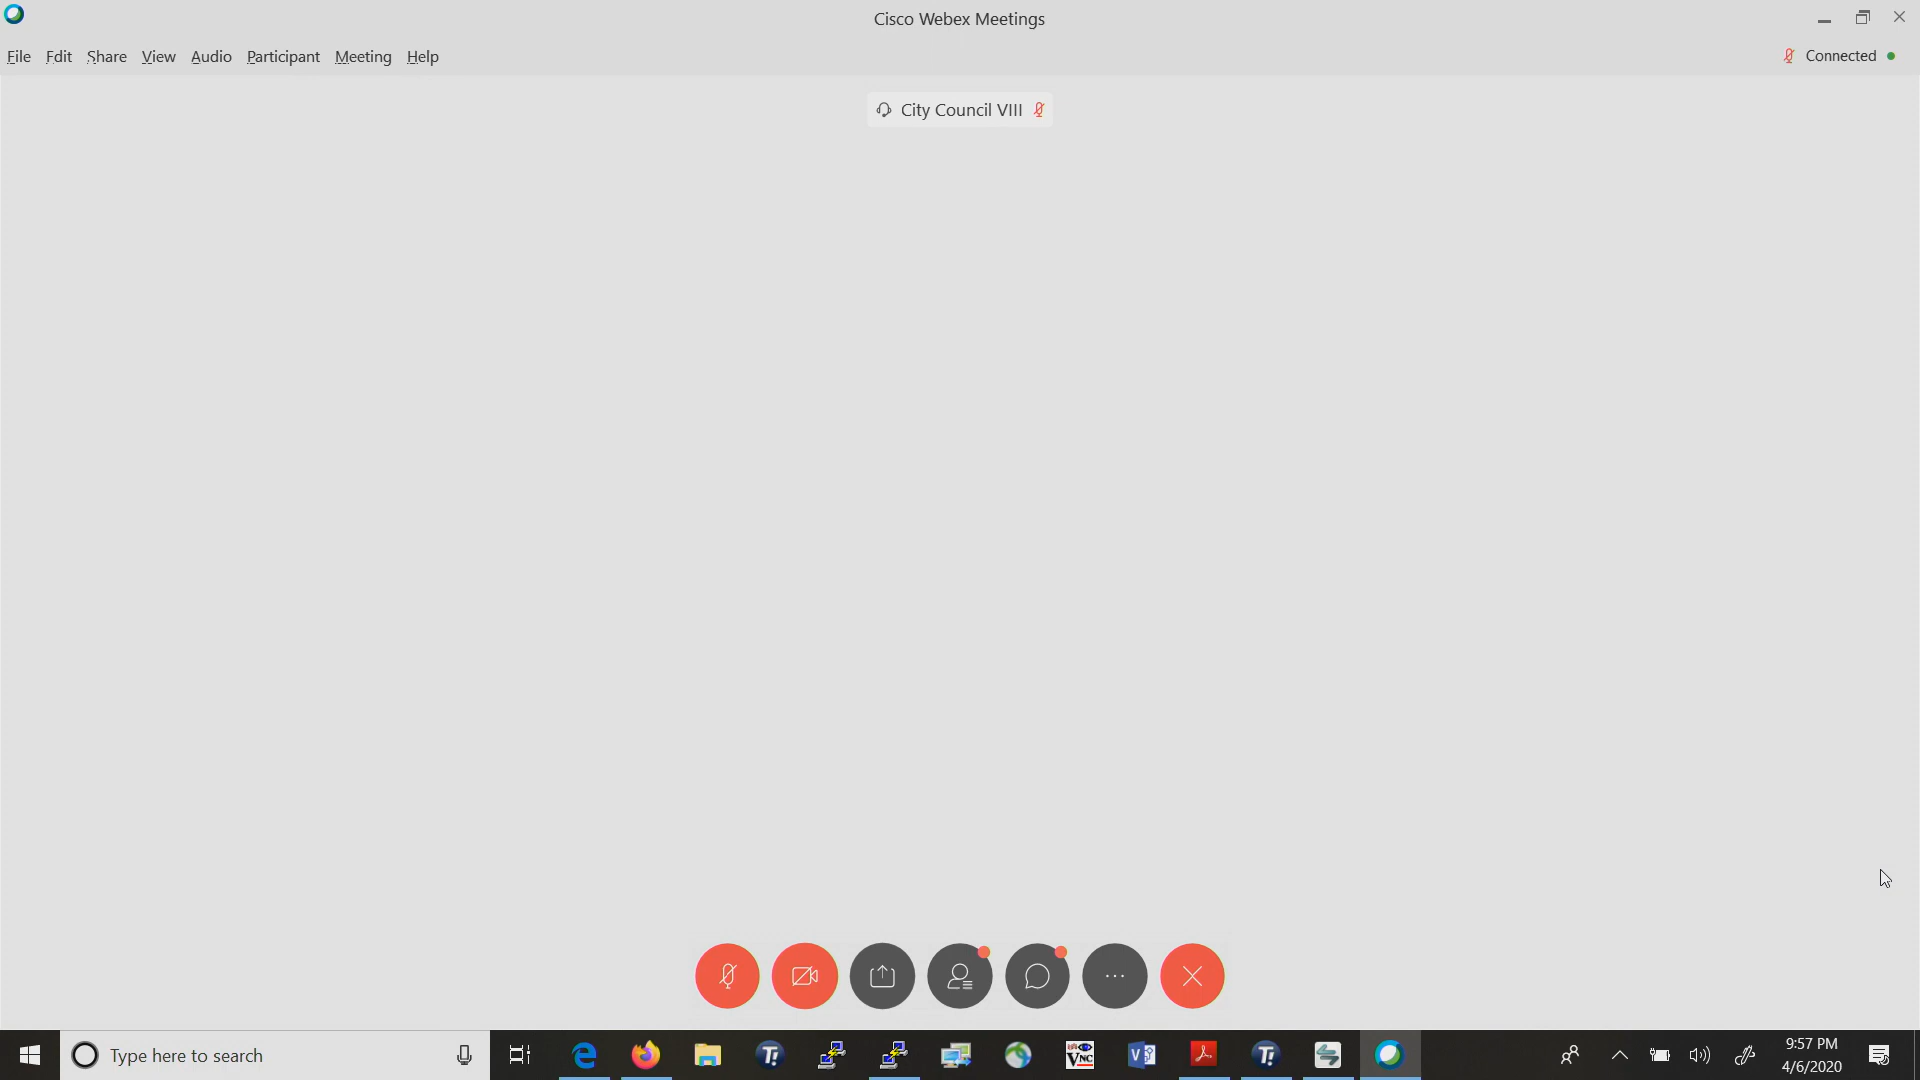 Cisco Webex Meetings
File Edit Share View Audio Participant Meeting Help
Connected
City Council VIII
Type here to search
9:57 PM
4/6/2020